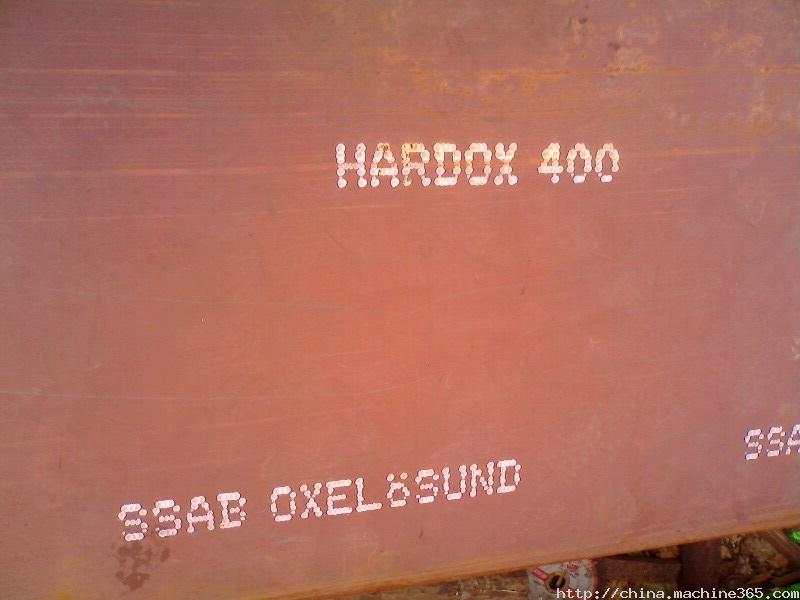 HARDOX 400
SSAB OXELöSUND
SSA
http://china.machine365.com